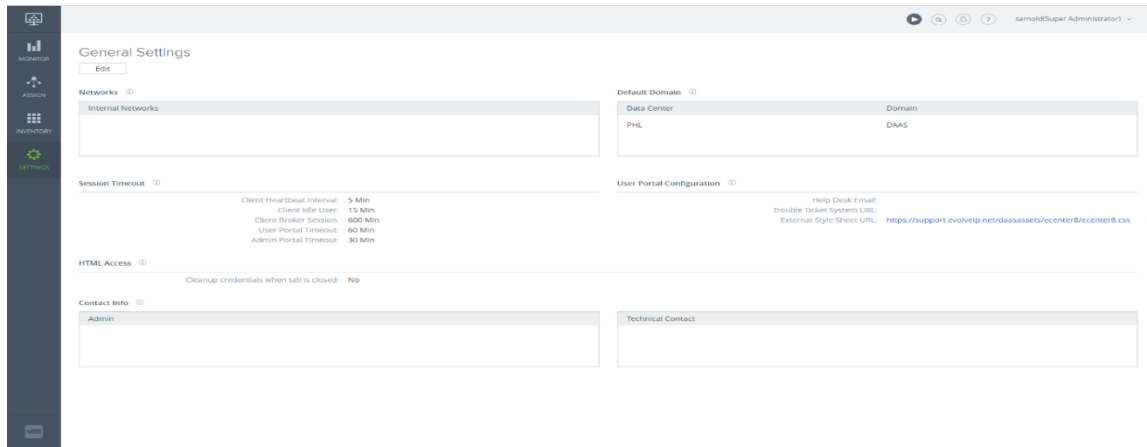 sarnold(Super Administrator)
MONITOR
ASSIGN
INVENTORY
SETTINGS
vm
General Settings
Edit
Networks
Internal Networks
Default Domain
Data Center Domain
PHL DAAS
Session Timeout
Client Heartbeat Interval: 5 Min
Client Idle User: 15 Min
Client Broker Session: 600 Min
User Portal Timeout: 60 Min
Admin Portal Timeout: 30 Min
User Portal Configuration
Help Desk Email:
Trouble Ticket System URL:
External Style Sheet URL: https://support.evolveip.net/daasassets/ecenter8/ecenter8.css
HTML Access
Cleanup credentials when tab is closed: No
Contact Info
Admin
Technical Contact